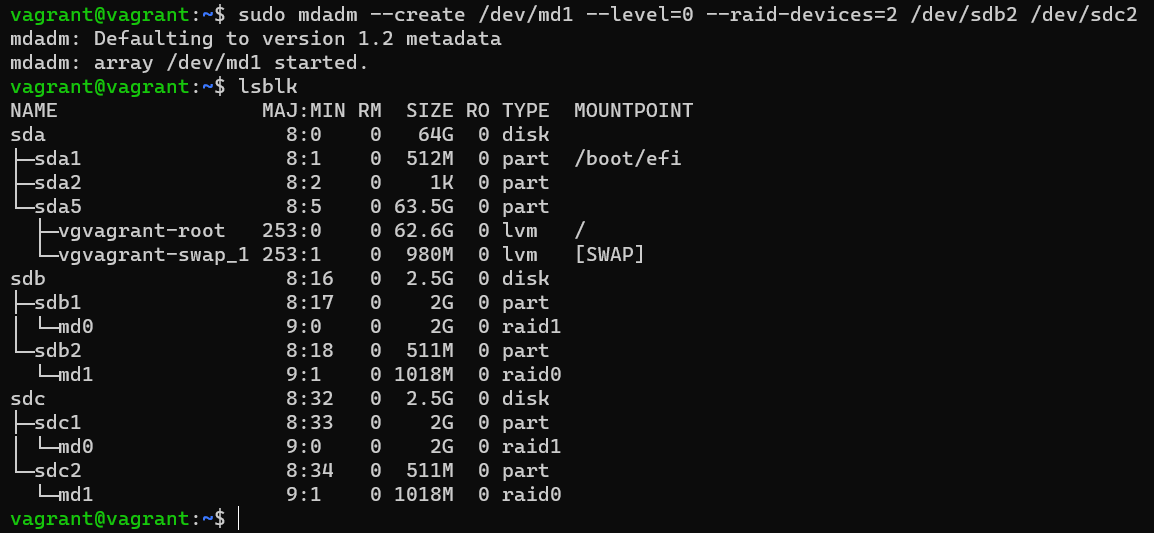 vagrant@vagrant:~$ sudo mdadm --create /dev/md1 --level=0 --raid-devices=2 /dev/sdb2 /dev/sdc2
mdadm: Defaulting to version 1.2 metadata
mdadm: array /dev/md1 started.
vagrant@vagrant:~$ lsblk
NAME                 MAJ:MIN RM  SIZE RO TYPE  MOUNTPOINT
sda                    8:0    0   64G  0 disk
├─sda1                 8:1    0  512M  0 part  /boot/efi
├─sda2                 8:2    0    1K  0 part
└─sda5                 8:5    0 63.5G  0 part
  ├─vgvagrant-root   253:0    0 62.6G  0 lvm   /
  └─vgvagrant-swap_1 253:1    0  980M  0 lvm   [SWAP]
sdb                    8:16   0  2.5G  0 disk
├─sdb1                 8:17   0    2G  0 part
│ └─md0                9:0    0    2G  0 raid1
└─sdb2                 8:18   0  511M  0 part
  └─md1                9:1    0 1018M  0 raid0
sdc                    8:32   0  2.5G  0 disk
├─sdc1                 8:33   0    2G  0 part
│ └─md0                9:0    0    2G  0 raid1
└─sdc2                 8:34   0  511M  0 part
  └─md1                9:1    0 1018M  0 raid0
vagrant@vagrant:~$